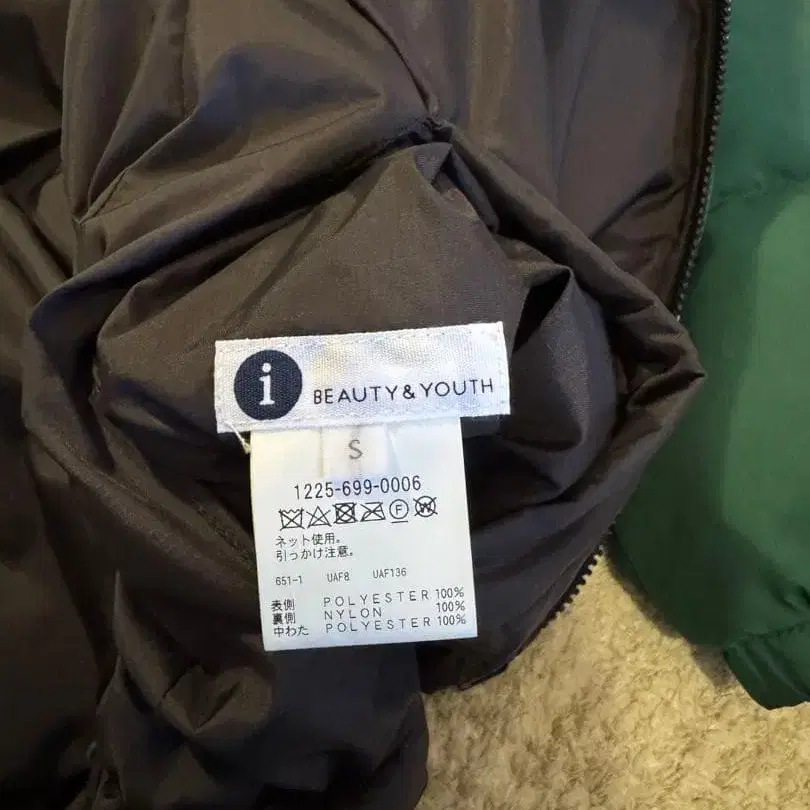 i BEAUTY&YOUTH
S
1225-699-0006
F W
ネット使用。
引っかけ注意。
651-1 UAF8 UAF136
表側 POLYESTER 100%
裏側 NYLON 100%
中わた POLYESTER 100%